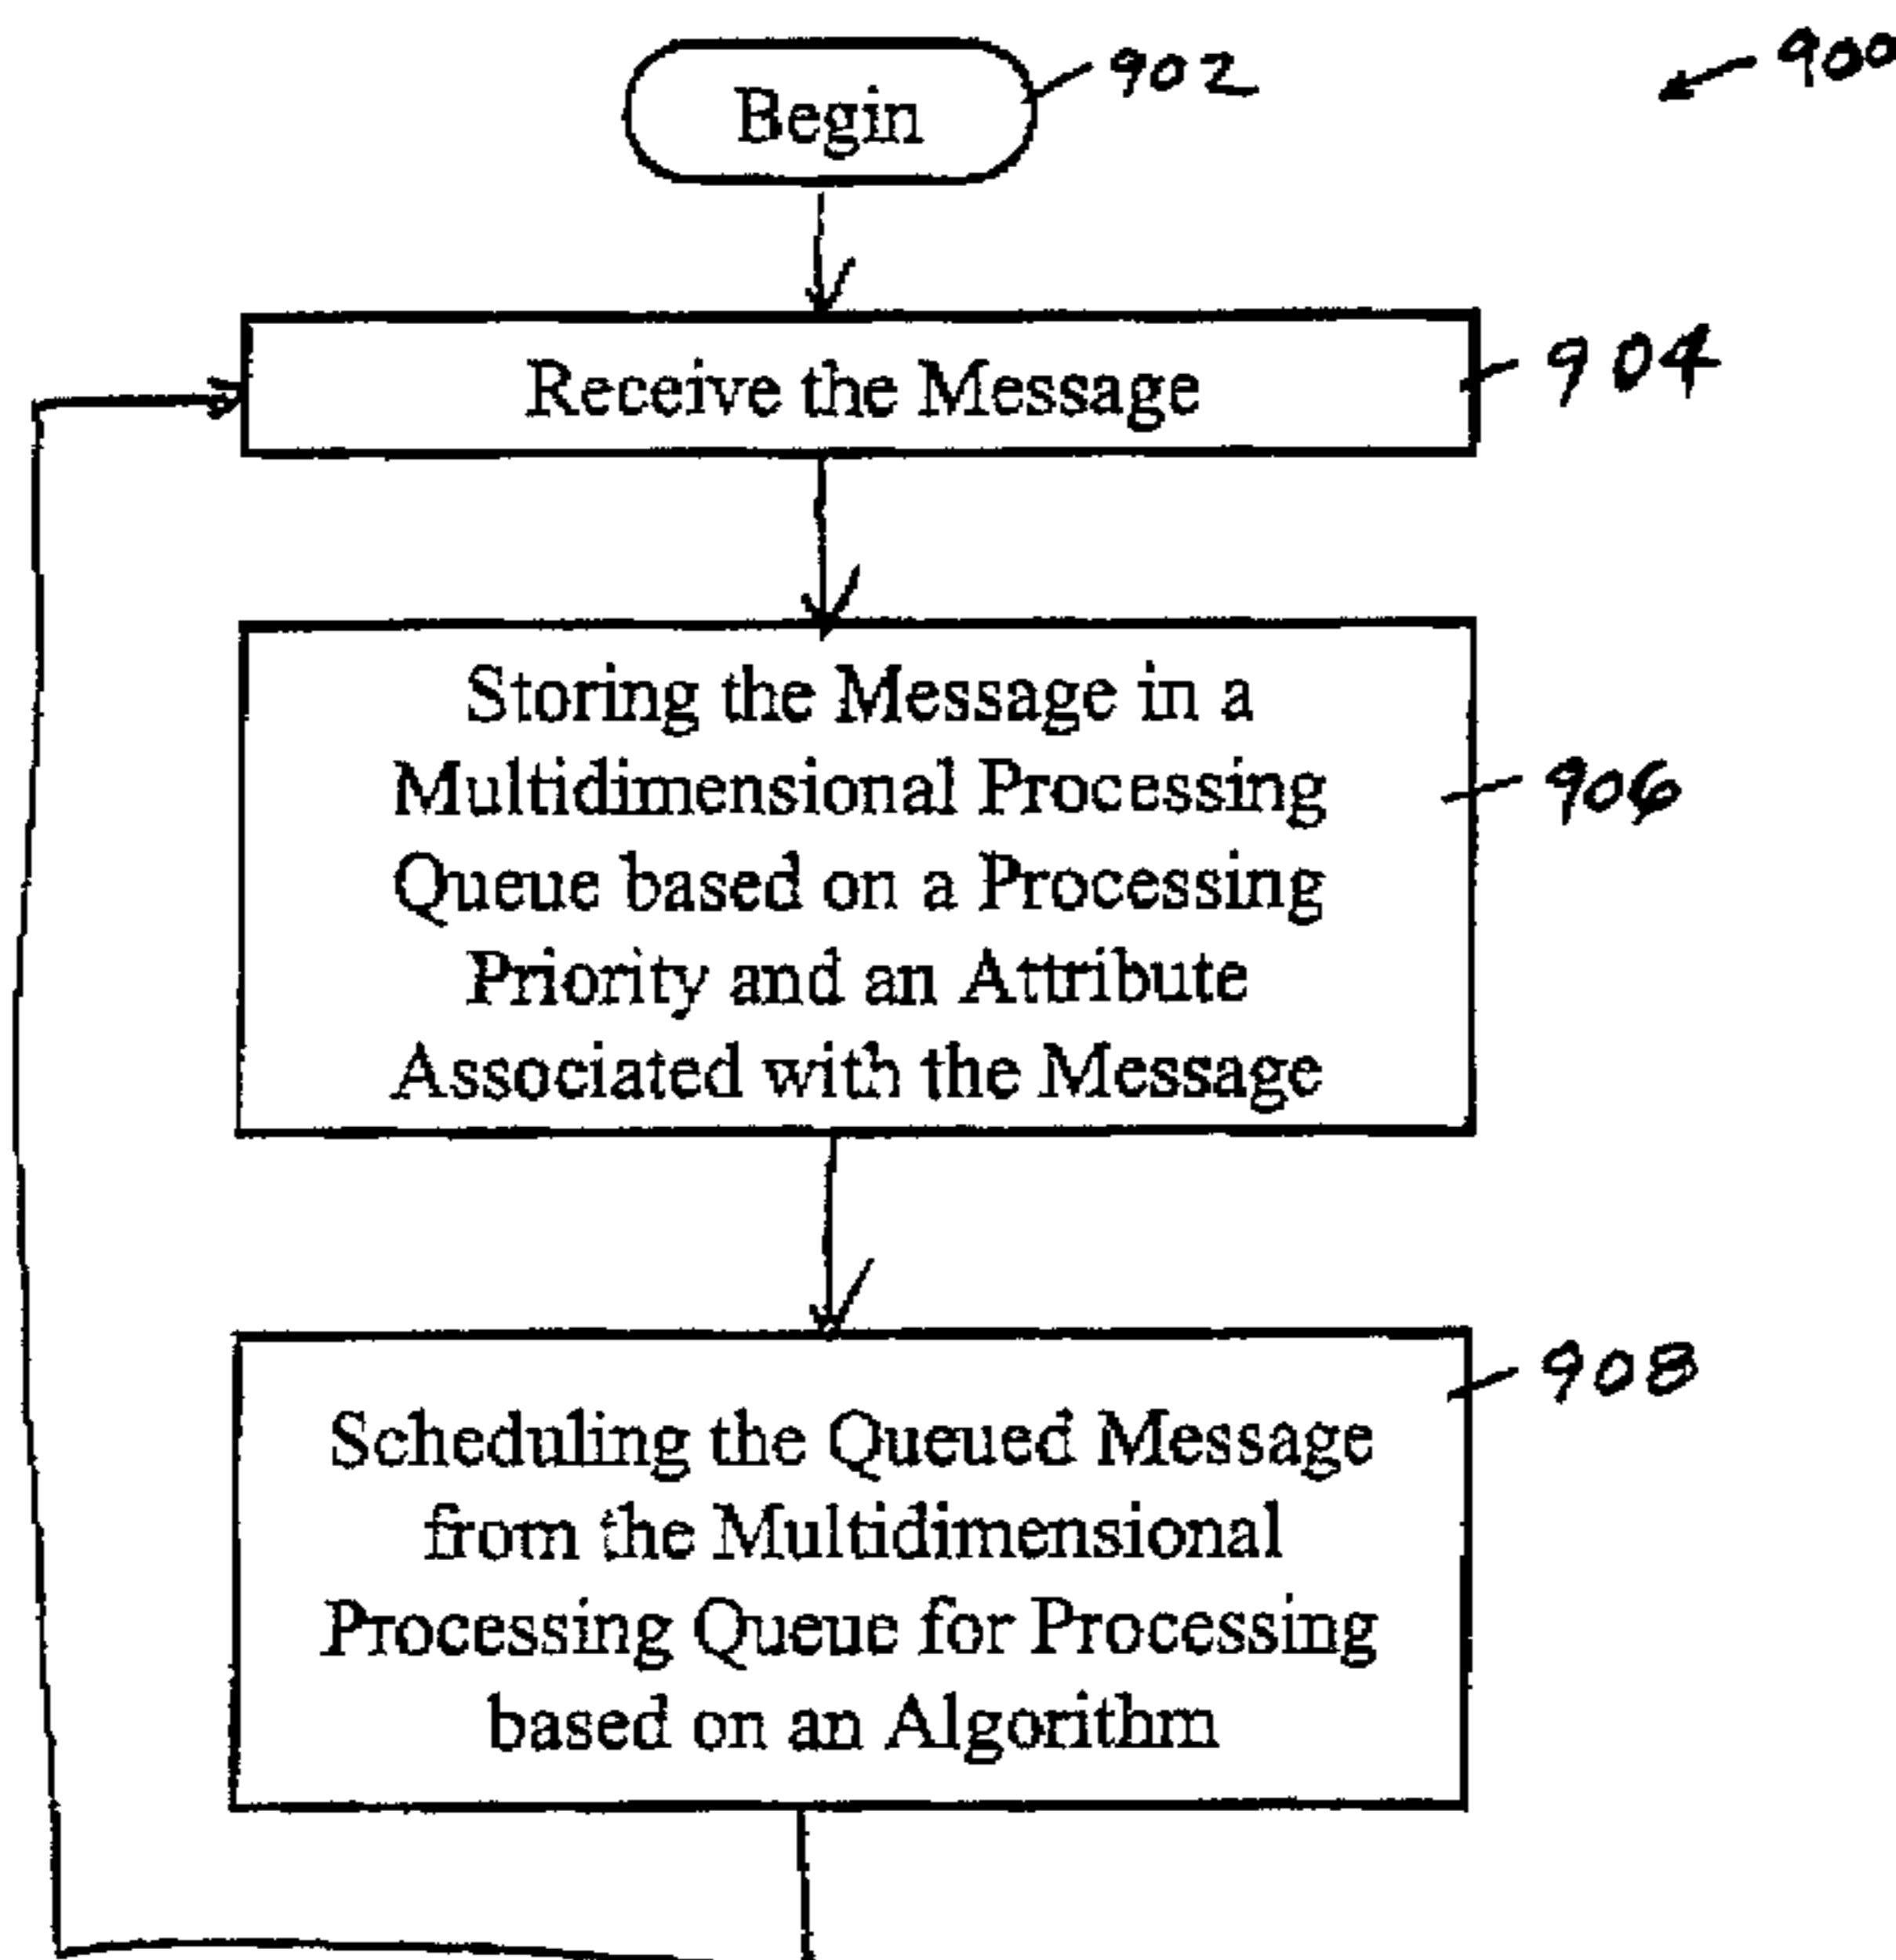 900
Begin
902
Receive the Message
904
Storing the Message in a
Multidimensional Processing
Queue based on a Processing
Priority and an Attribute
Associated with the Message
906
908
Scheduling the Queued Message
from the Multidimensional
Processing Queue for Processing
based on an Algorithm